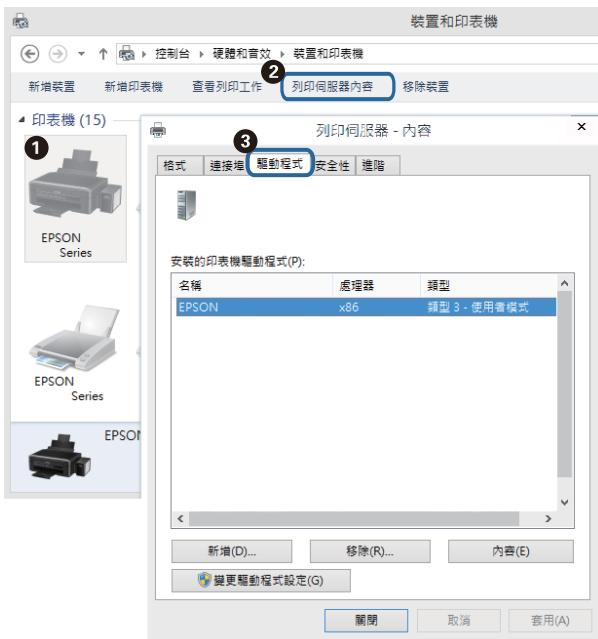 裝置和印表機
控制台 硬體和音效 裝置和印表機
2
新增裝置 新增印表機 查看列印工作 列印伺服器內容 移除裝置
印表機 (15)
1
EPSON
Series
EPSON
Series
EPSON
列印伺服器 - 內容
3
格式 連接埠 驅動程式 安全性 進階
安裝的印表機驅動程式(P):
名稱 處理器 類型
EPSON x86 類型 3 - 使用者模式
新增(D)... 移除(R)... 內容(E)
變更驅動程式設定(G)
關閉 取消 套用(A)